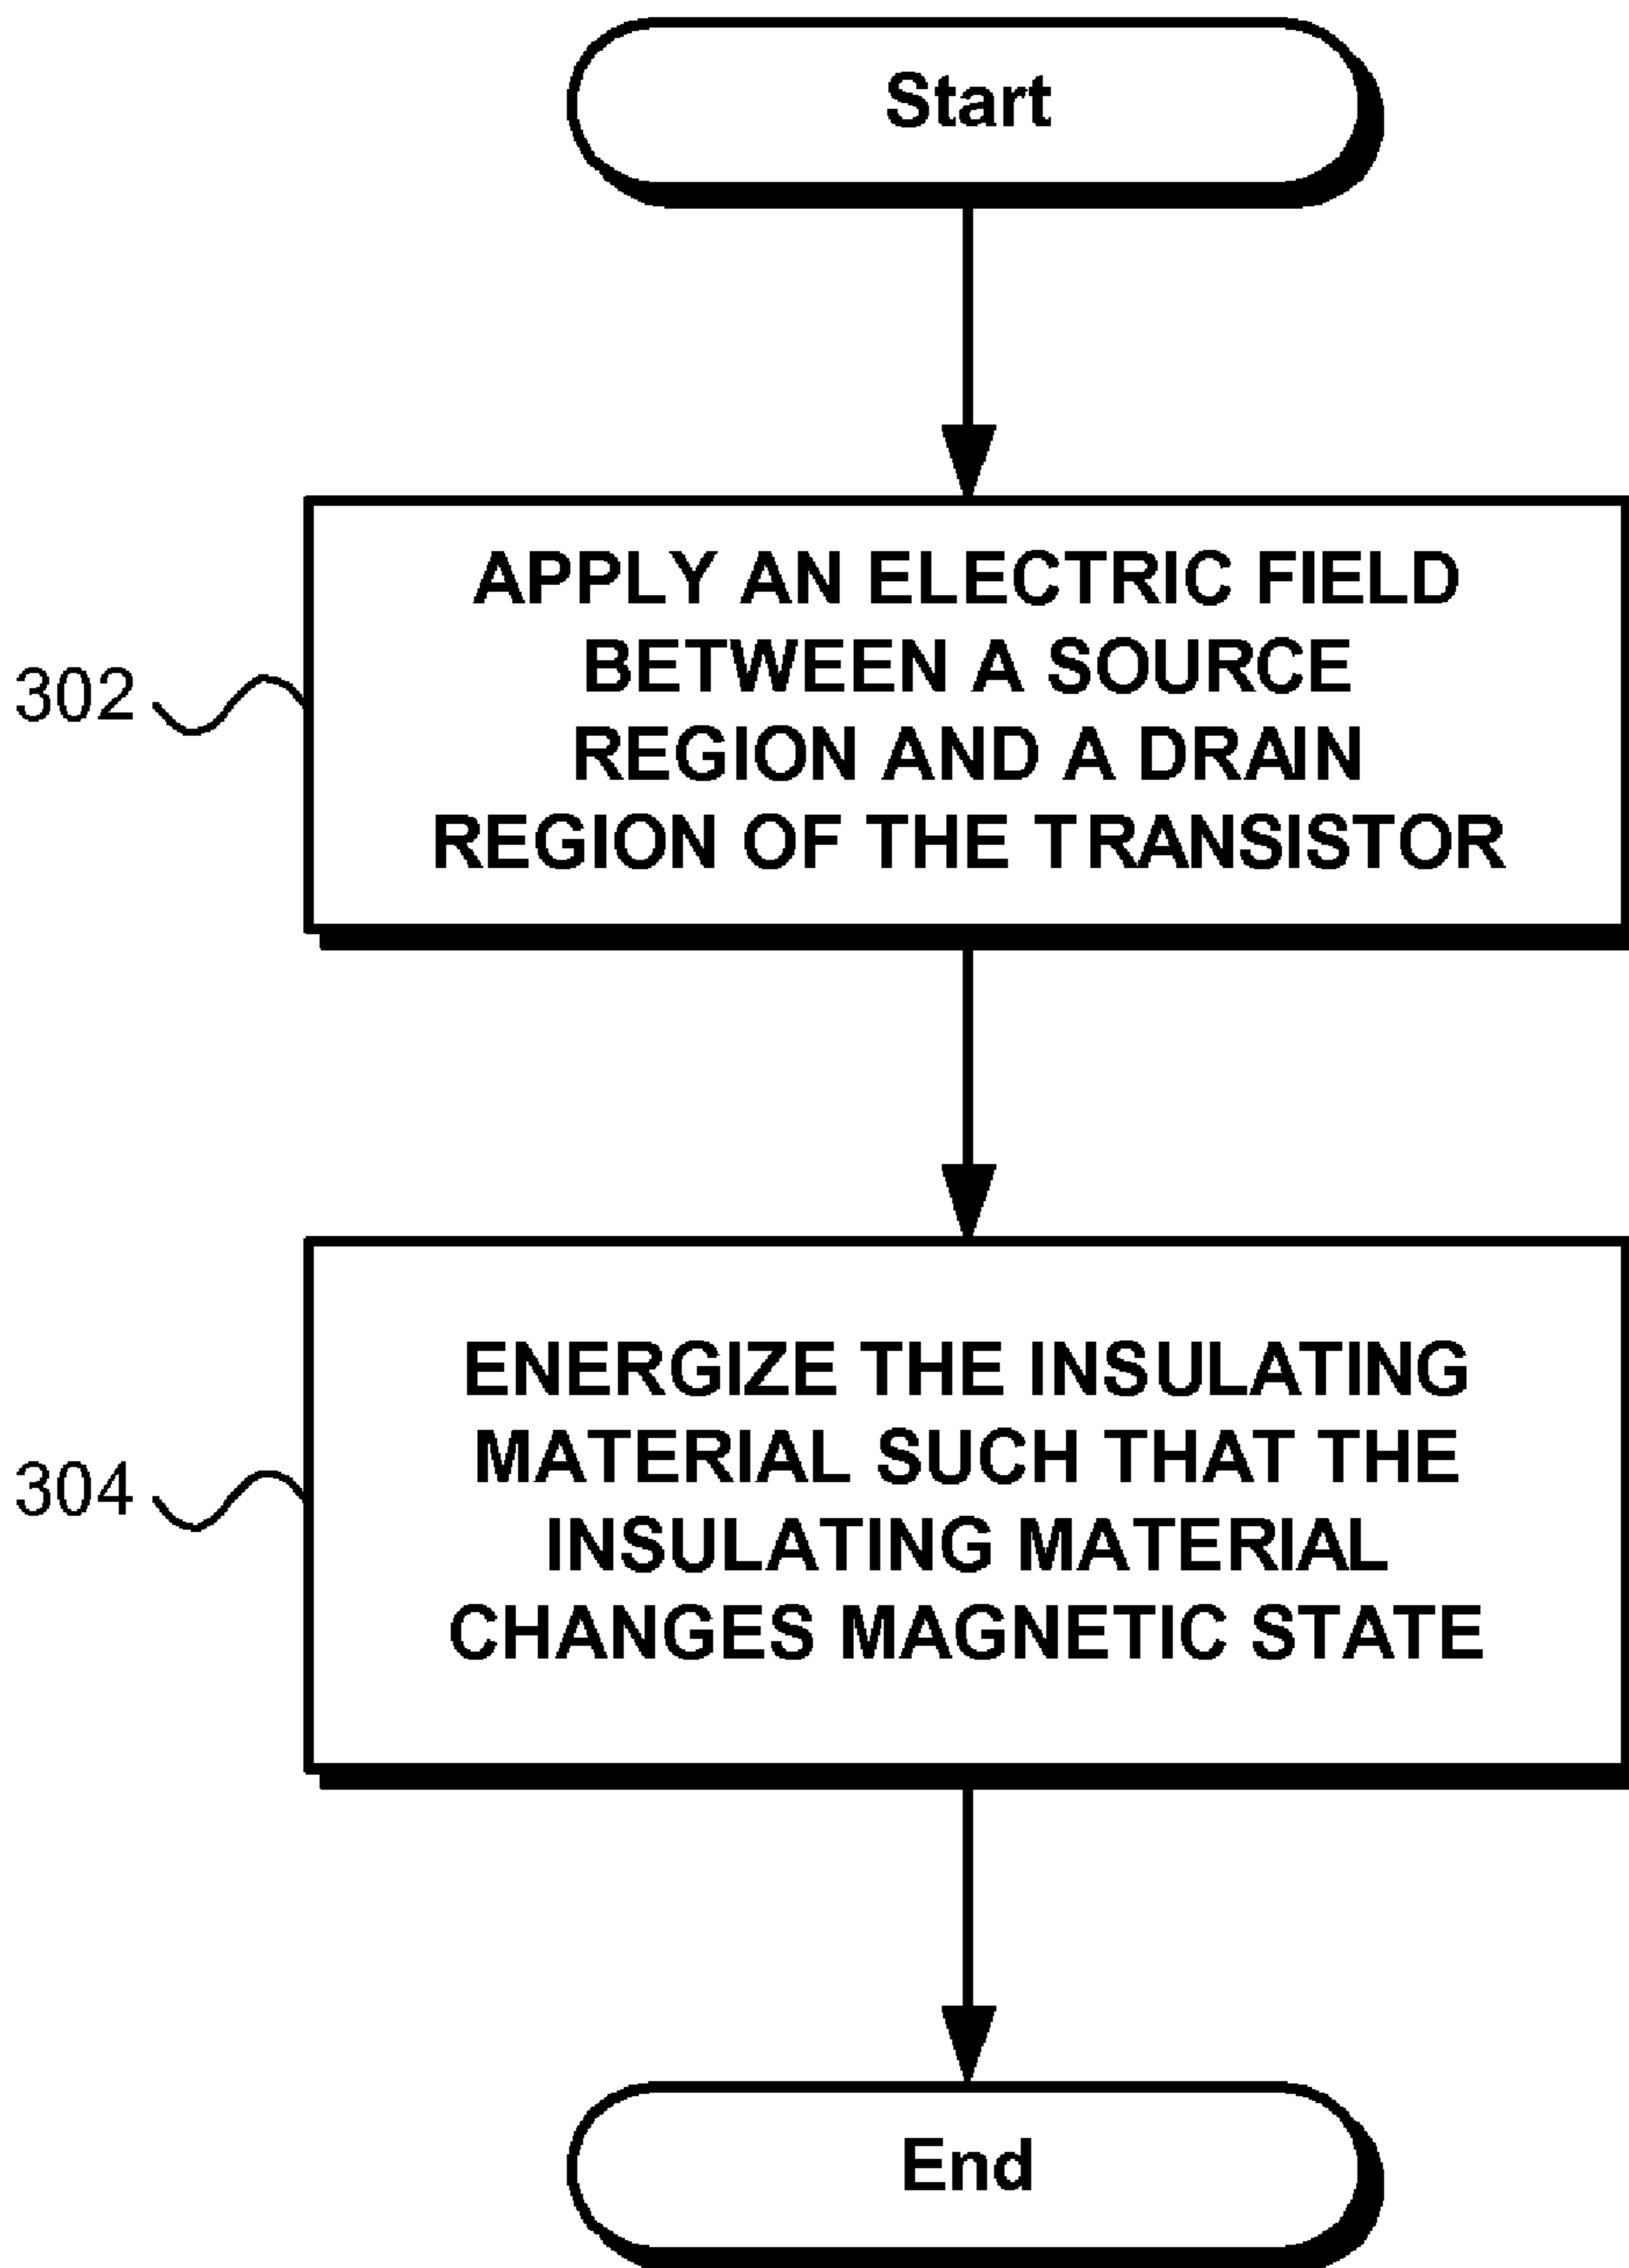 Start
302
APPLY AN ELECTRIC FIELD
BETWEEN A SOURCE
REGION AND A DRAIN
REGION OF THE TRANSISTOR
304
ENERGIZE THE INSULATING
MATERIAL SUCH THAT THE
INSULATING MATERIAL
CHANGES MAGNETIC STATE
End